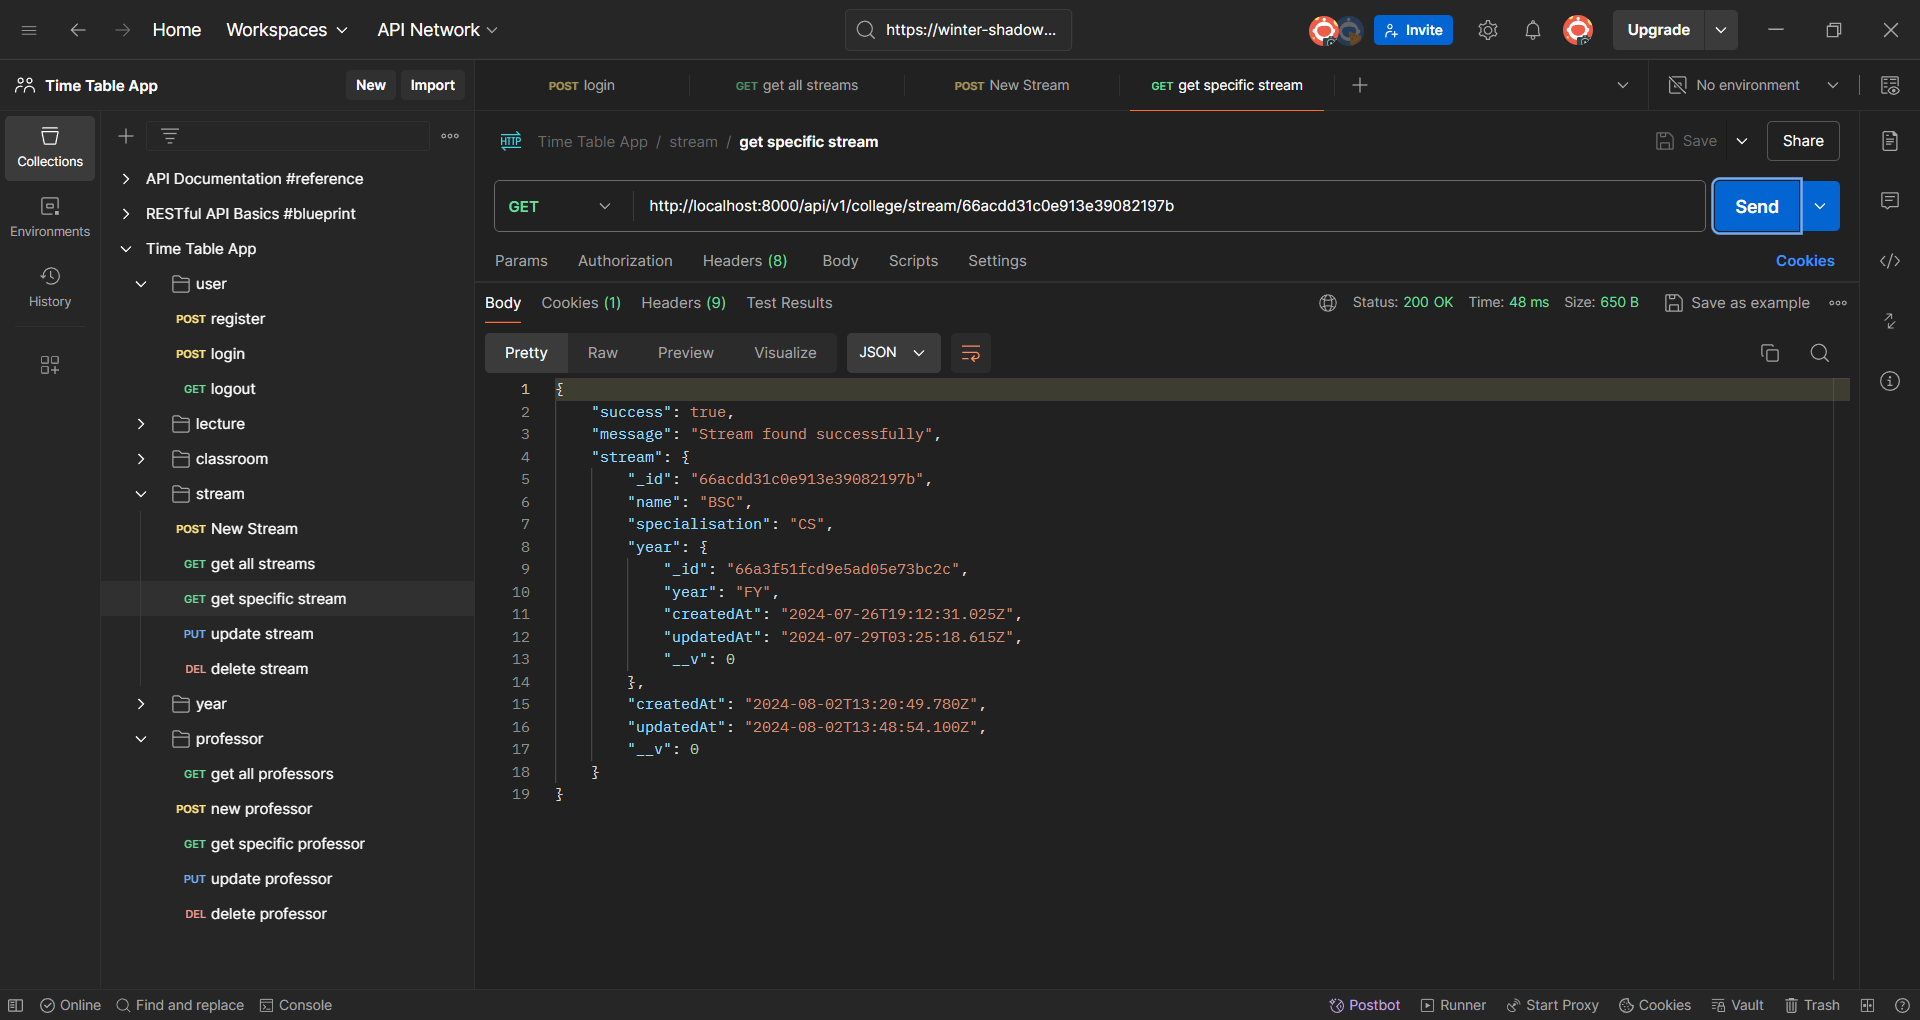 Home Workspaces API Network https://winter-shadow... Invite Upgrade
Time Table App New Import
POST login GET get all streams POST New Stream GET get specific stream No environment
Collections
Environments
History
API Documentation #reference
RESTful API Basics #blueprint
Time Table App
user
POST register
POST login
GET logout
lecture
classroom
stream
POST New Stream
GET get all streams
GET get specific stream
PUT update stream
DEL delete stream
year
professor
GET get all professors
POST new professor
GET get specific professor
PUT update professor
DEL delete professor
HTTP Time Table App / stream / get specific stream Save Share
GET http://localhost:8000/api/v1/college/stream/66acdd31c0e913e39082197b Send
Params Authorization Headers (8) Body Scripts Settings Cookies
Body Cookies (1) Headers (9) Test Results Status: 200 OK Time: 48 ms Size: 650 B Save as example
Pretty Raw Preview Visualize JSON
1 {
2 "success": true,
3 "message": "Stream found successfully",
4 "stream": {
5 "_id": "66acdd31c0e913e39082197b",
6 "name": "BSC",
7 "specialisation": "CS",
8 "year": {
9 "_id": "66a3f51fcd9e5ad05e73bc2c",
10 "year": "FY",
11 "createdAt": "2024-07-26T19:12:31.025Z",
12 "updatedAt": "2024-07-29T03:25:18.615Z",
13 "__v": 0
14 },
15 "createdAt": "2024-08-02T13:20:49.780Z",
16 "updatedAt": "2024-08-02T13:48:54.100Z",
17 "__v": 0
18 }
19 }
Online Find and replace Console Postbot Runner Start Proxy Cookies Vault Trash